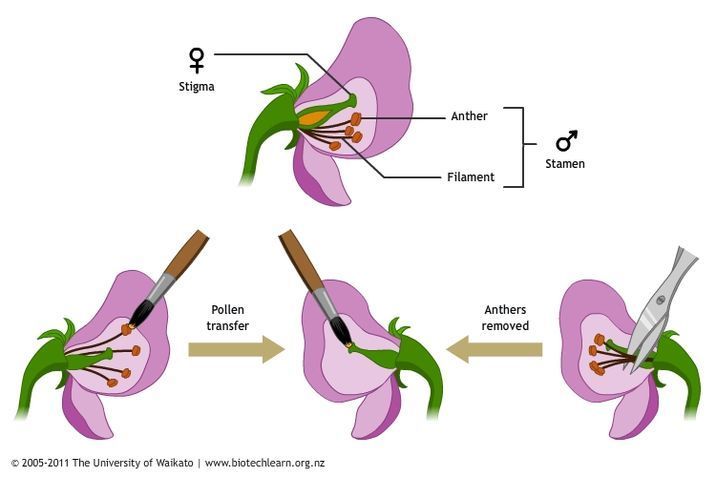 ♀
Stigma
Anther
Filament
♂
Stamen
Pollen
transfer
Anthers
removed
© 2005-2011 The University of Waikato | www.biotechlearn.org.nz